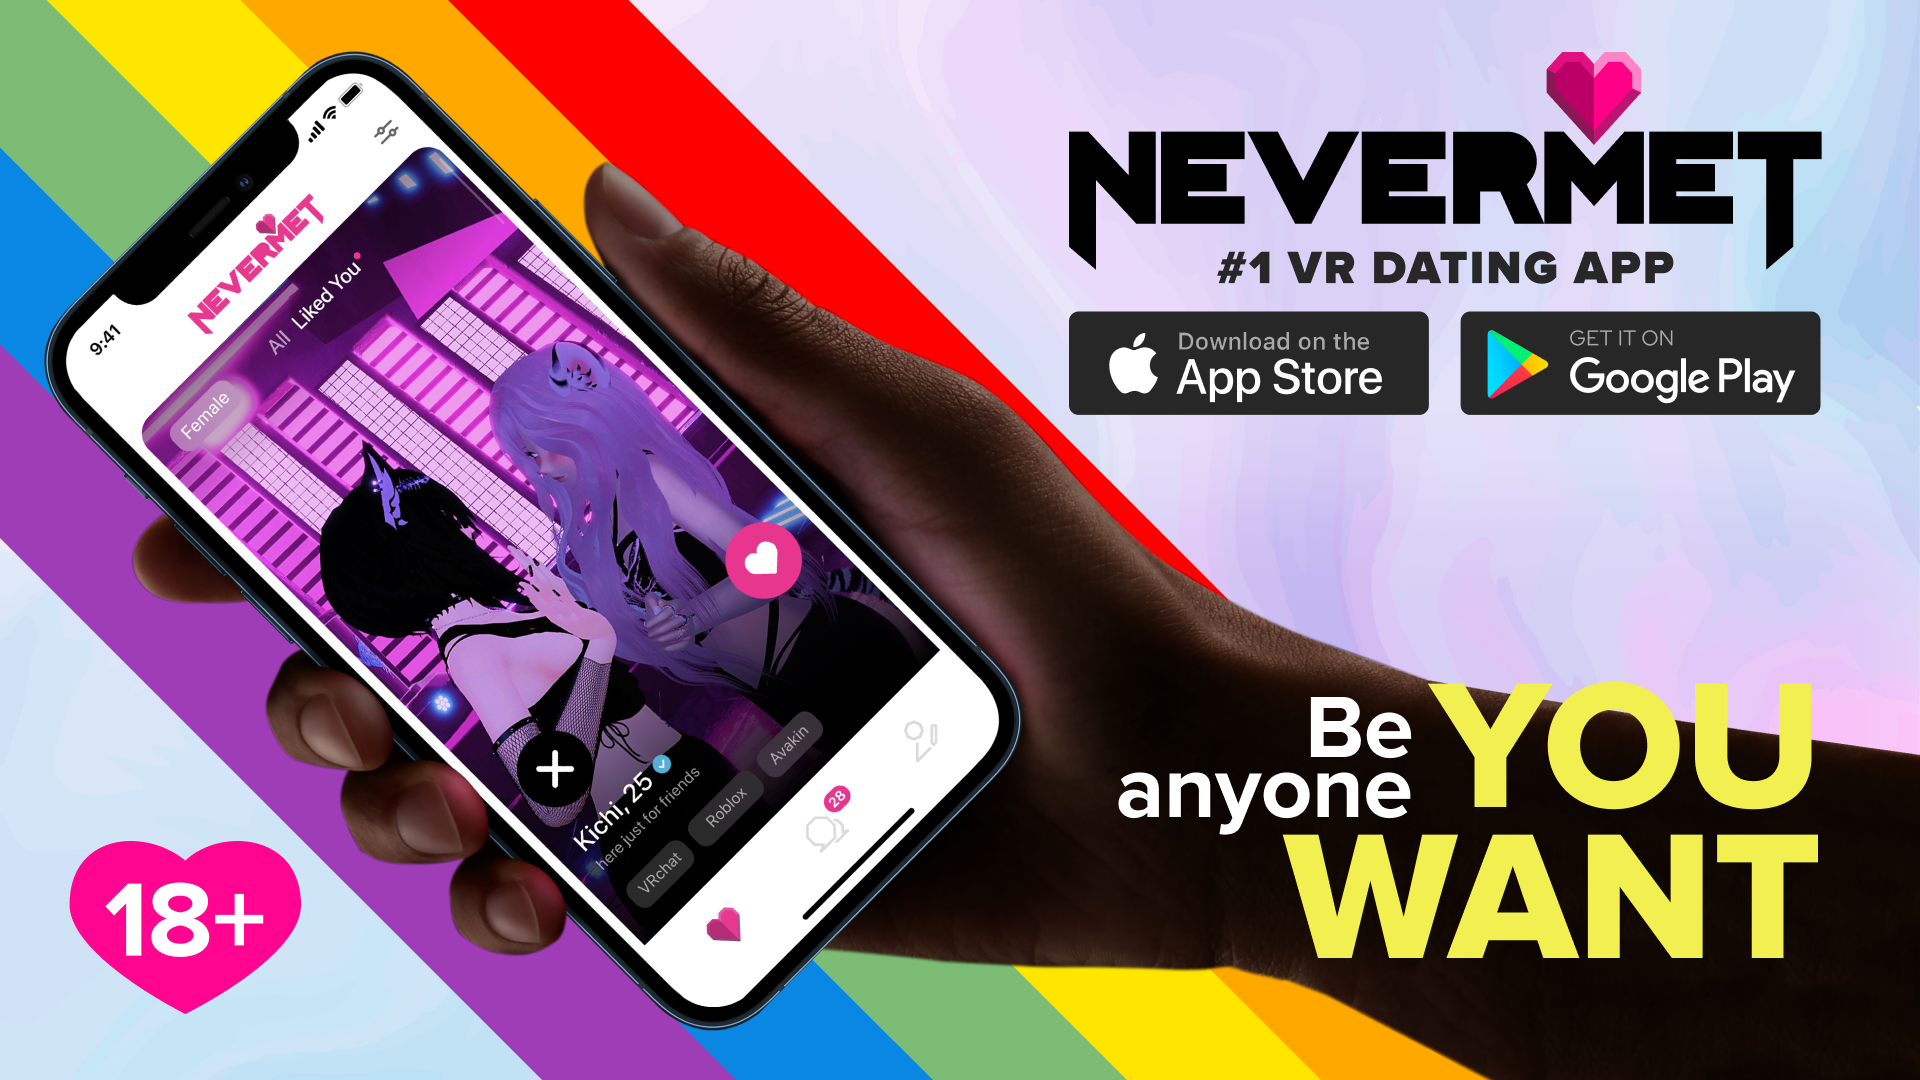 NEVERMET
#1 VR DATING APP
Download on the
App Store
GET IT ON
Google Play
9:41
NEVERMET
All Liked You
Female
Kichi, 25
here just for friends
VRchat Roblox Avakin
28
Be
anyone
YOU
WANT
18+